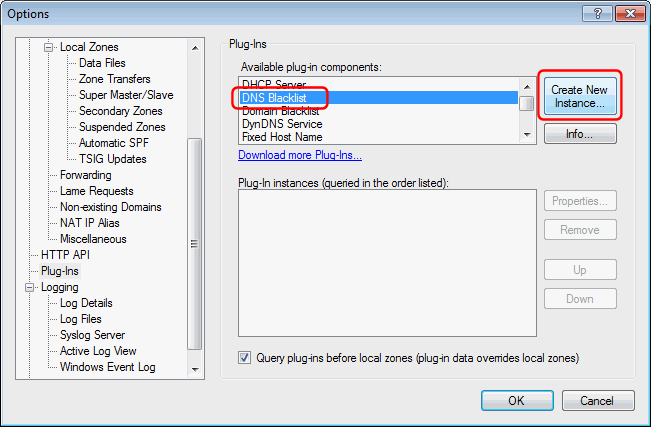 Options
Local Zones
Data Files
Zone Transfers
Super Master/Slave
Secondary Zones
Suspended Zones
Automatic SPF
TSIG Updates
Forwarding
Lame Requests
Non-existing Domains
NAT IP Alias
Miscellaneous
HTTP API
Plug-Ins
Logging
Log Details
Log Files
Syslog Server
Active Log View
Windows Event Log
Plug-Ins
Available plug-in components:
DHCP Server
DNS Blacklist
Domain Blacklist
DynDNS Service
Fixed Host Name
Create New
Instance...
Info...
Download more Plug-Ins...
Plug-In instances (queried in the order listed):
Properties...
Remove
Up
Down
Query plug-ins before local zones (plug-in data overrides local zones)
OK
Cancel